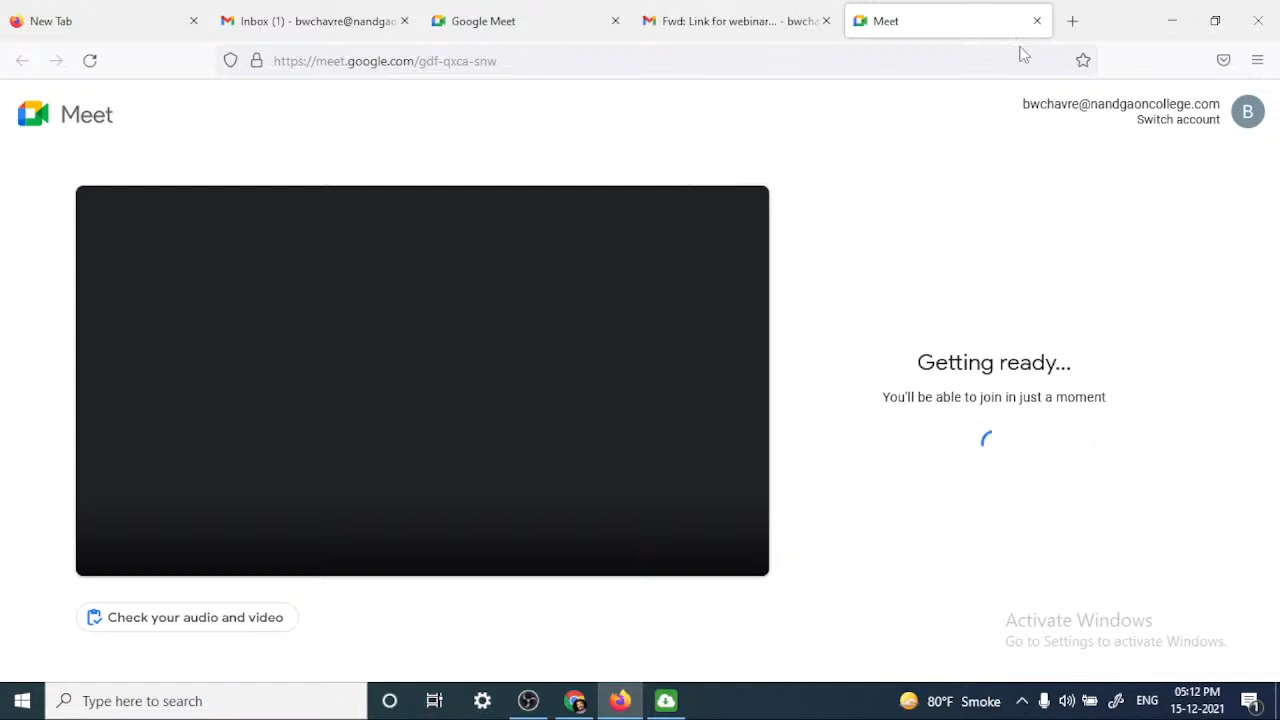 New Tab
Inbox (1) - bwchavre@nandgao
Google Meet
Fwd: Link for webinar... - bwcha
Meet
https://meet.google.com/gdf-qxca-snw
Meet
bwchavre@nandgaoncollege.com
Switch account
B
Getting ready...
You'll be able to join in just a moment
Check your audio and video
Activate Windows
Go to Settings to activate Windows.
Type here to search
80°F Smoke
ENG
05:12 PM
15-12-2021
1